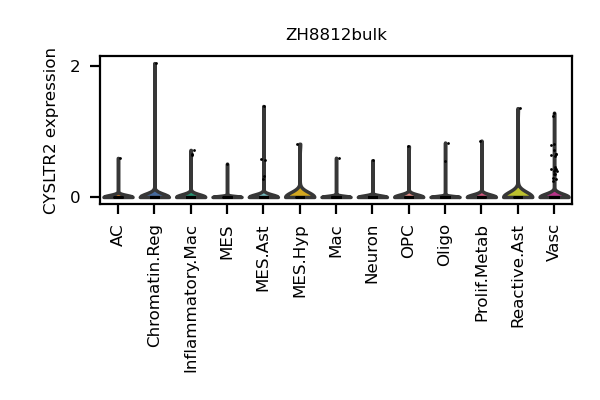 ZH8812bulk
CYSLTR2 expression
2
0
AC
Chromatin.Reg
Inflammatory.Mac
MES
MES.Ast
MES.Hyp
Mac
Neuron
OPC
Oligo
Prolif.Metab
Reactive.Ast
Vasc